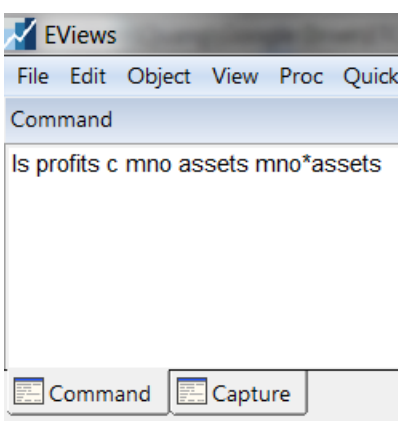 EViews
File Edit Object View Proc Quick
Command
ls profits c mno assets mno*assets
Command Capture